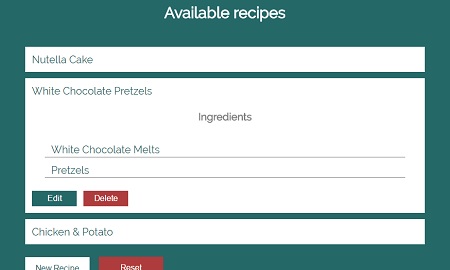 Available recipes
Nutella Cake
White Chocolate Pretzels
Ingredients
White Chocolate Melts
Pretzels
Edit Delete
Chicken & Potato
New Recipe Reset